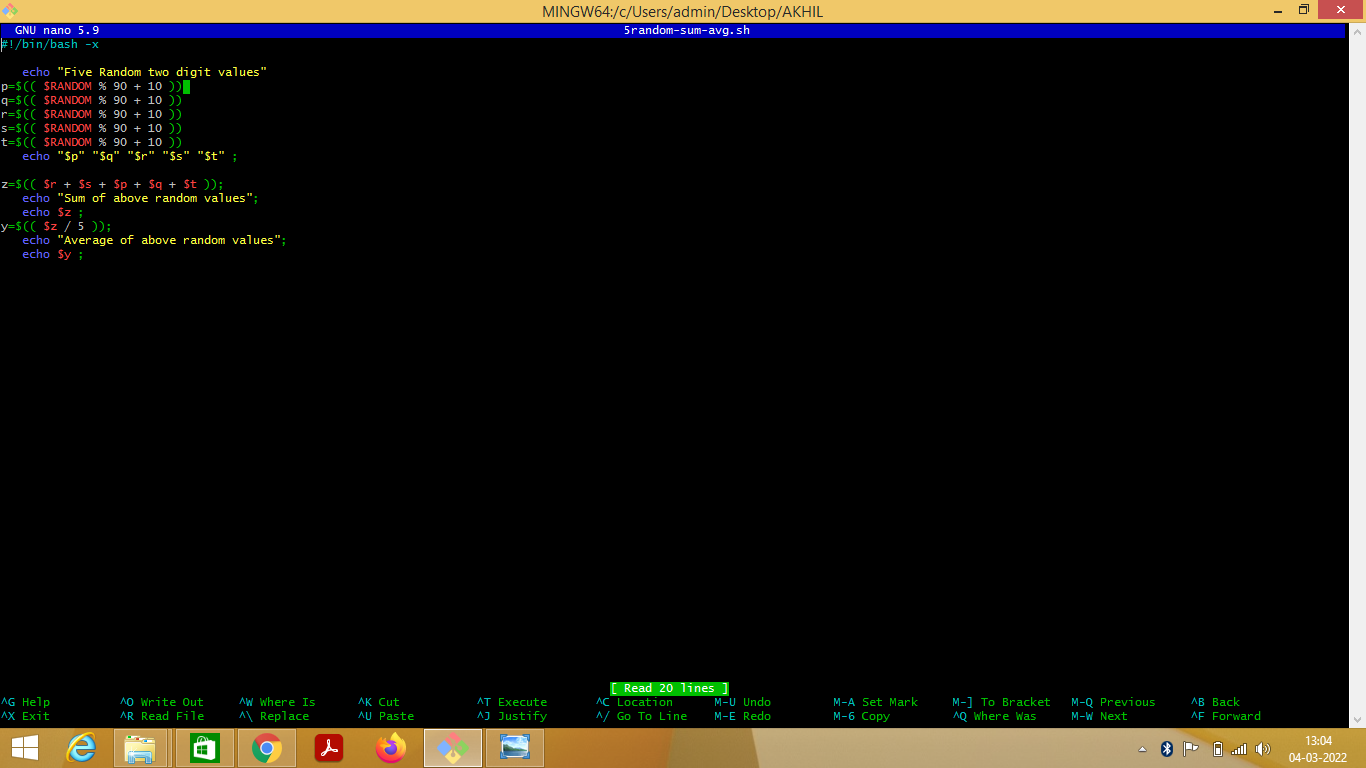 MINGW64:/c/Users/admin/Desktop/AKHIL
GNU nano 5.9 5random-sum-avg.sh
#!/bin/bash -x
echo "Five Random two digit values"
p=$(( $RANDOM % 90 + 10 ))
q=$(( $RANDOM % 90 + 10 ))
r=$(( $RANDOM % 90 + 10 ))
s=$(( $RANDOM % 90 + 10 ))
t=$(( $RANDOM % 90 + 10 ))
echo "$p" "$q" "$r" "$s" "$t" ;
z=$(( $r + $s + $p + $q + $t ));
echo "Sum of above random values";
echo $z ;
y=$(( $z / 5 ));
echo "Average of above random values";
echo $y ;
[ Read 20 lines ]
^G Help ^O Write Out ^W Where Is ^K Cut ^T Execute ^C Location M-U Undo M-A Set Mark M-] To Bracket M-Q Previous ^B Back
^X Exit ^R Read File ^\ Replace ^U Paste ^J Justify ^/ Go To Line M-E Redo M-6 Copy ^Q Where Was M-W Next ^F Forward
13:04
04-03-2022